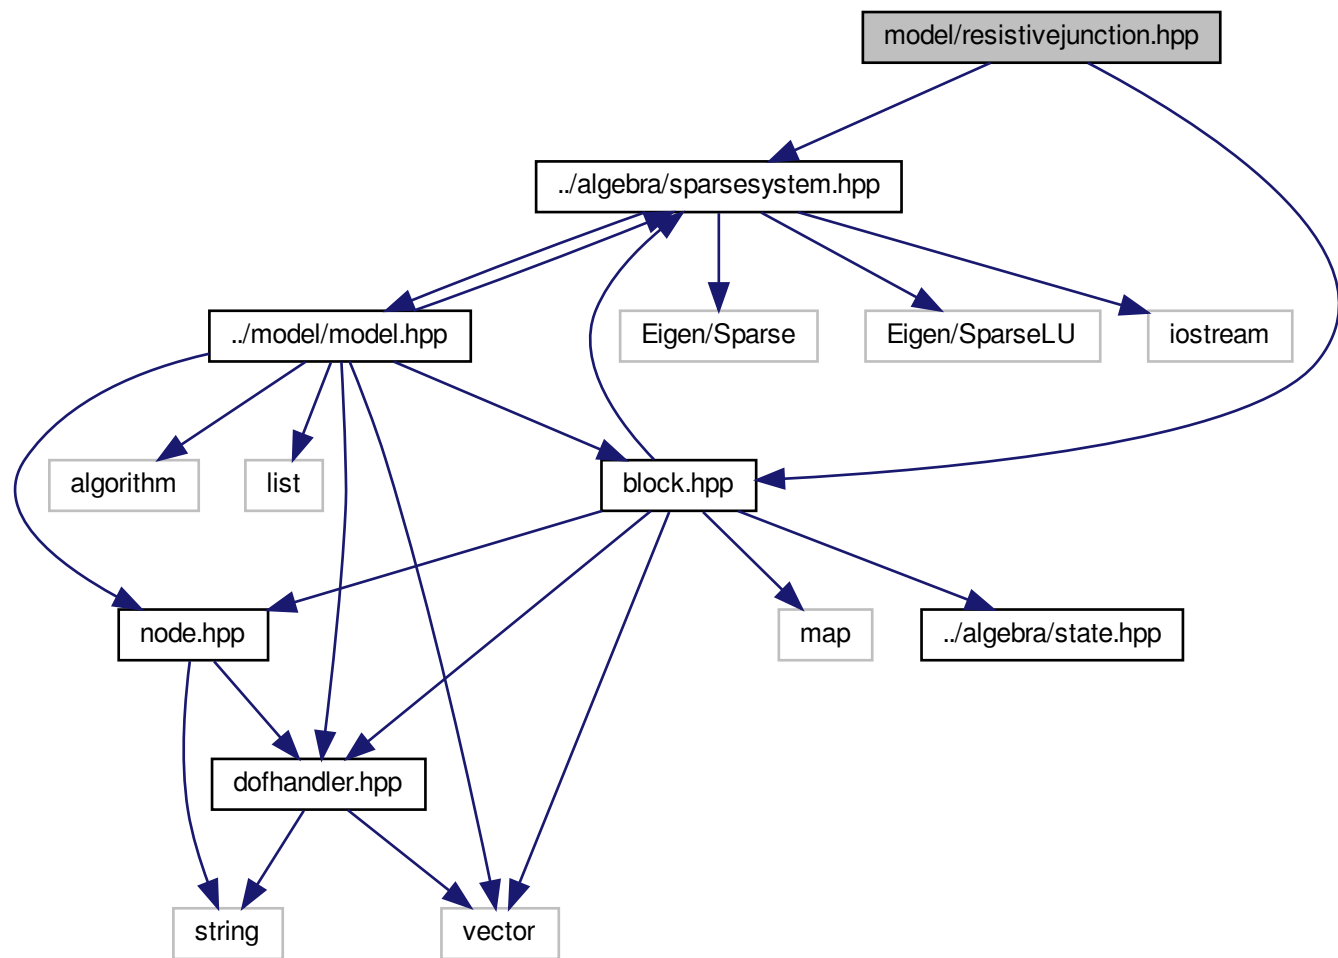 model/resistivejunction.hpp
../algebra/sparsesystem.hpp
../model/model.hpp
Eigen/Sparse
Eigen/SparseLU
iostream
algorithm
list
block.hpp
node.hpp
map
../algebra/state.hpp
dofhandler.hpp
string
vector